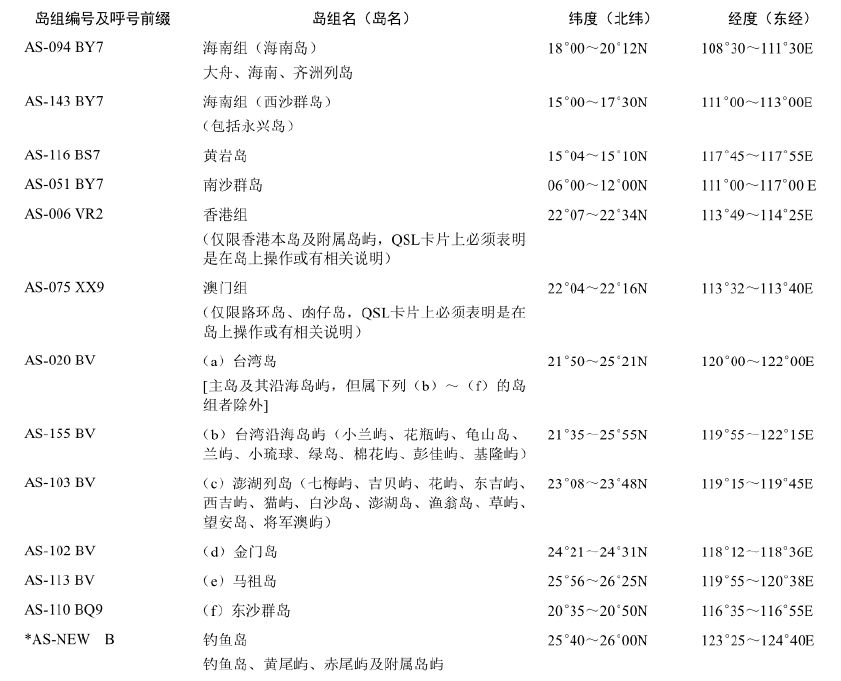 岛组编号及呼号前缀 岛组名（岛名） 纬度（北纬） 经度（东经）
AS-094 BY7 海南组（海南岛） 18°00～20°12N 108°30～111°30E
大舟、海南、齐洲列岛
AS-143 BY7 海南组（西沙群岛） 15°00～17°30N 111°00～113°00E
（包括永兴岛）
AS-116 BS7 黄岩岛 15°04～15°10N 117°45～117°55E
AS-051 BY7 南沙群岛 06°00～12°00N 111°00～117°00 E
AS-006 VR2 香港组 22°07～22°34N 113°49～114°25E
（仅限香港本岛及附属岛屿，QSL卡片上必须表明
是在岛上操作或有相关说明）
AS-075 XX9 澳门组 22°04～22°16N 113°32～113°40E
（仅限路环岛、凼仔岛，QSL卡片上必须表明是在
岛上操作或有相关说明）
AS-020 BV （a）台湾岛 21°50～25°21N 120°00～122°00E
[主岛及其沿海岛屿，但属下列（b）～（f）的岛
组者除外]
AS-155 BV （b）台湾沿海岛屿（小兰屿、花瓶屿、龟山岛、 21°35～25°55N 119°55～122°15E
兰屿、小琉球、绿岛、棉花屿、彭佳屿、基隆屿）
AS-103 BV （c）澎湖列岛（七梅屿、吉贝屿、花屿、东吉屿、 23°08～23°48N 119°15～119°45E
西吉屿、猫屿、白沙岛、澎湖岛、渔翁岛、草屿、
望安岛、将军澳屿）
AS-102 BV （d）金门岛 24°21～24°31N 118°12～118°36E
AS-113 BV （e）马祖岛 25°56～26°25N 119°55～120°38E
AS-110 BQ9 （f）东沙群岛 20°35～20°50N 116°35～116°55E
*AS-NEW B 钓鱼岛 25°40～26°00N 123°25～124°40E
钓鱼岛、黄尾屿、赤尾屿及附属岛屿